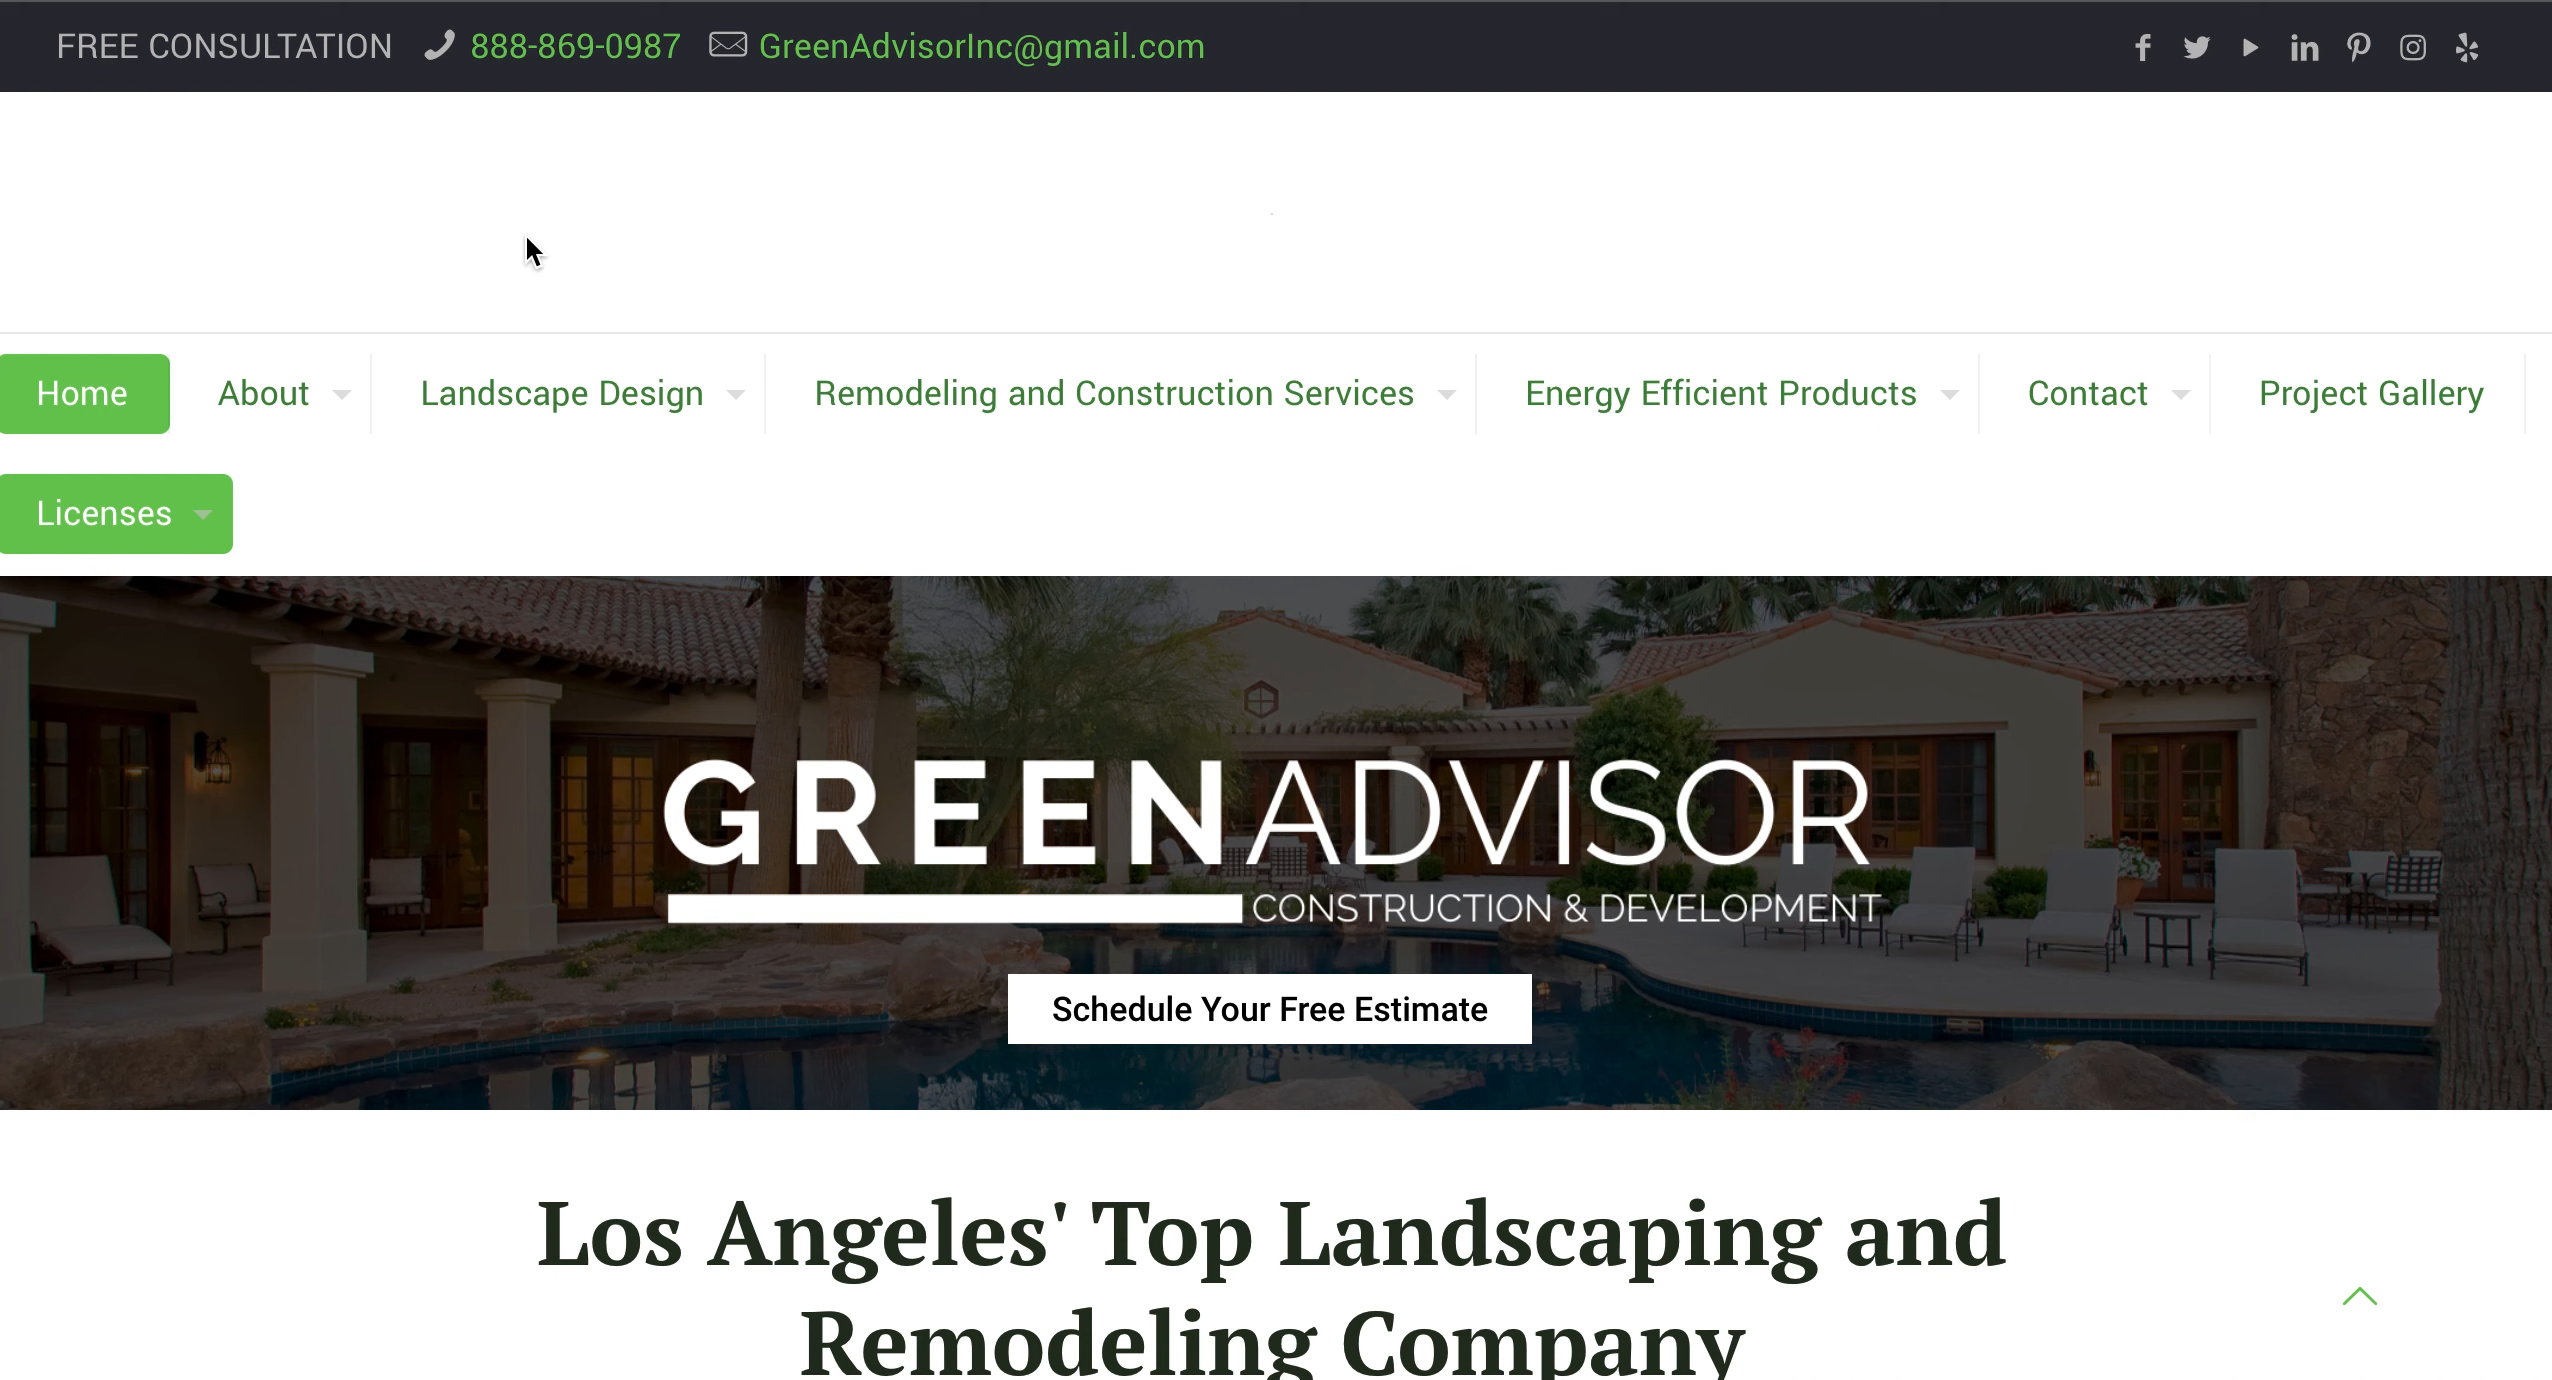 FREE CONSULTATION 888-869-0987 GreenAdvisorInc@gmail.com
Home About Landscape Design Remodeling and Construction Services Energy Efficient Products Contact Project Gallery
Licenses
GREENADVISOR
CONSTRUCTION & DEVELOPMENT
Schedule Your Free Estimate
Los Angeles' Top Landscaping and
Remodeling Company